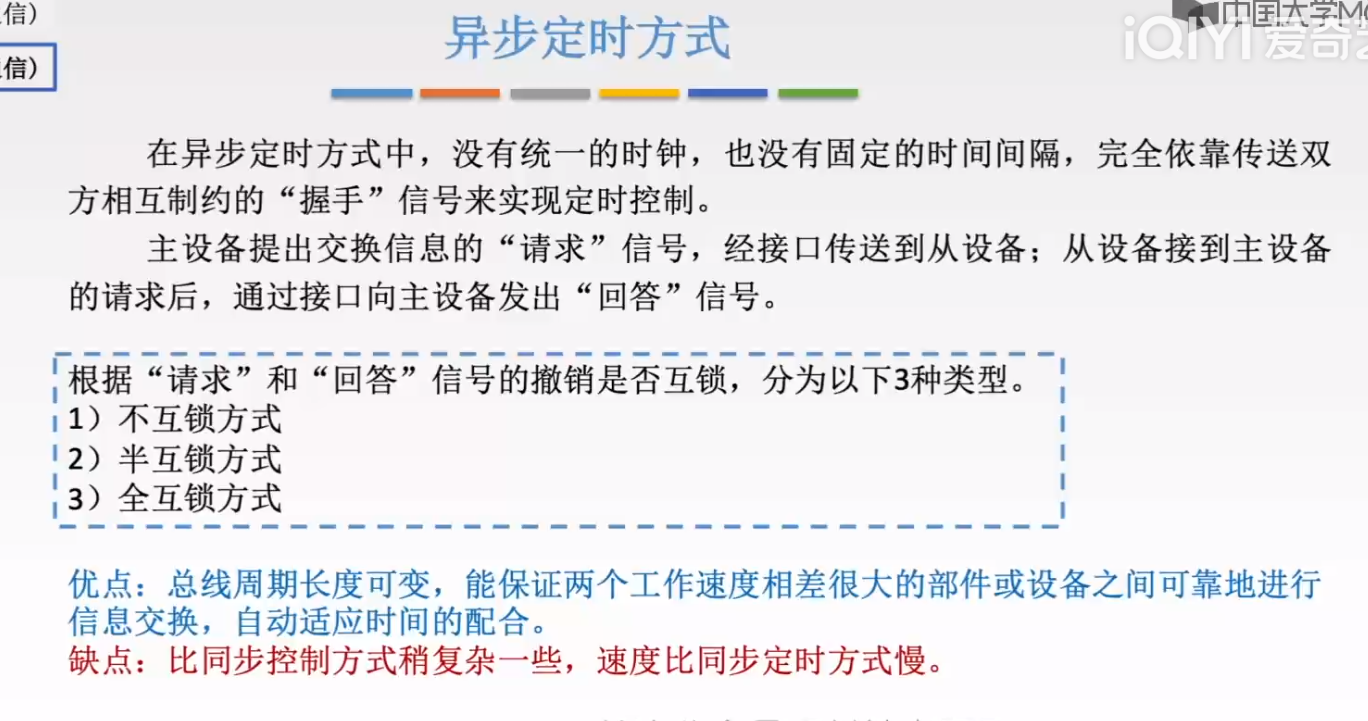 信）
异步定时方式
中国大学MO
iQIYI 爱奇艺
信）
在异步定时方式中，没有统一的时钟，也没有固定的时间间隔，完全依靠传送双
方相互制约的“握手”信号来实现定时控制。
主设备提出交换信息的“请求”信号，经接口传送到从设备；从设备接到主设备
的请求后，通过接口向主设备发出“回答”信号。
根据“请求”和“回答”信号的撤销是否互锁，分为以下3种类型。
1）不互锁方式
2）半互锁方式
3）全互锁方式
优点：总线周期长度可变，能保证两个工作速度相差很大的部件或设备之间可靠地进行
信息交换，自动适应时间的配合。
缺点：比同步控制方式稍复杂一些，速度比同步定时方式慢。